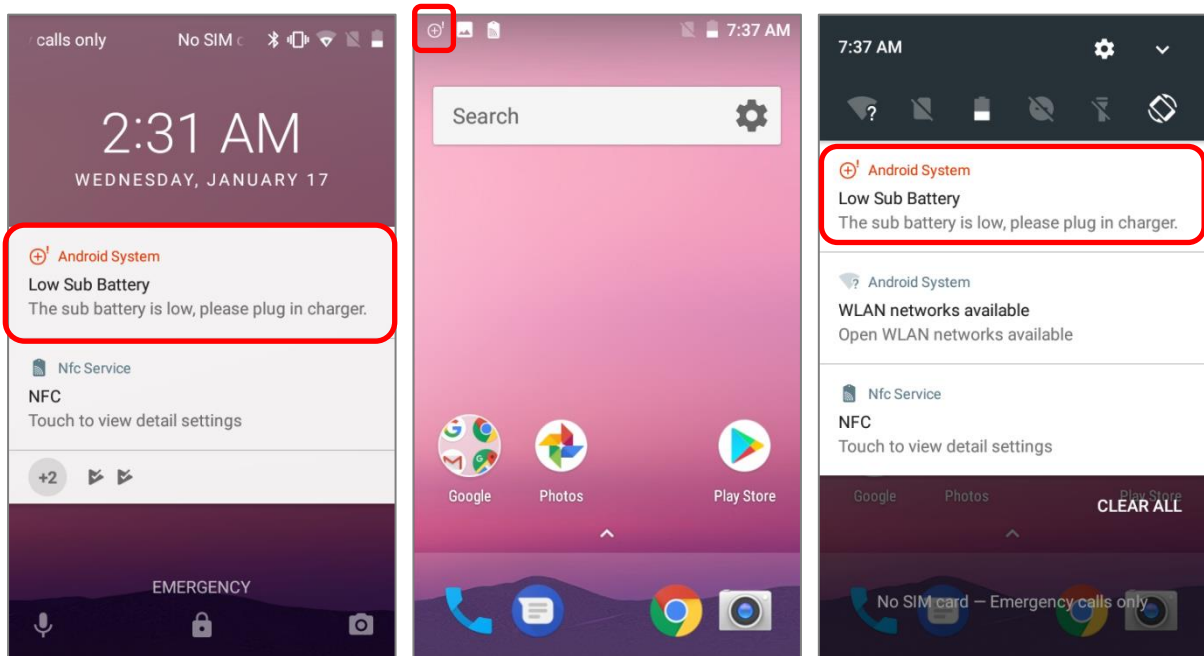 calls only No SIM c
2:31 AM
WEDNESDAY, JANUARY 17
Android System
Low Sub Battery
The sub battery is low, please plug in charger.
Nfc Service
NFC
Touch to view detail settings
+2
EMERGENCY
7:37 AM
Search
Google Photos Play Store
7:37 AM
Android System
Low Sub Battery
The sub battery is low, please plug in charger.
Android System
WLAN networks available
Open WLAN networks available
Nfc Service
NFC
Touch to view detail settings
Google Photos Play Store
CLEAR ALL
No SIM card — Emergency calls only